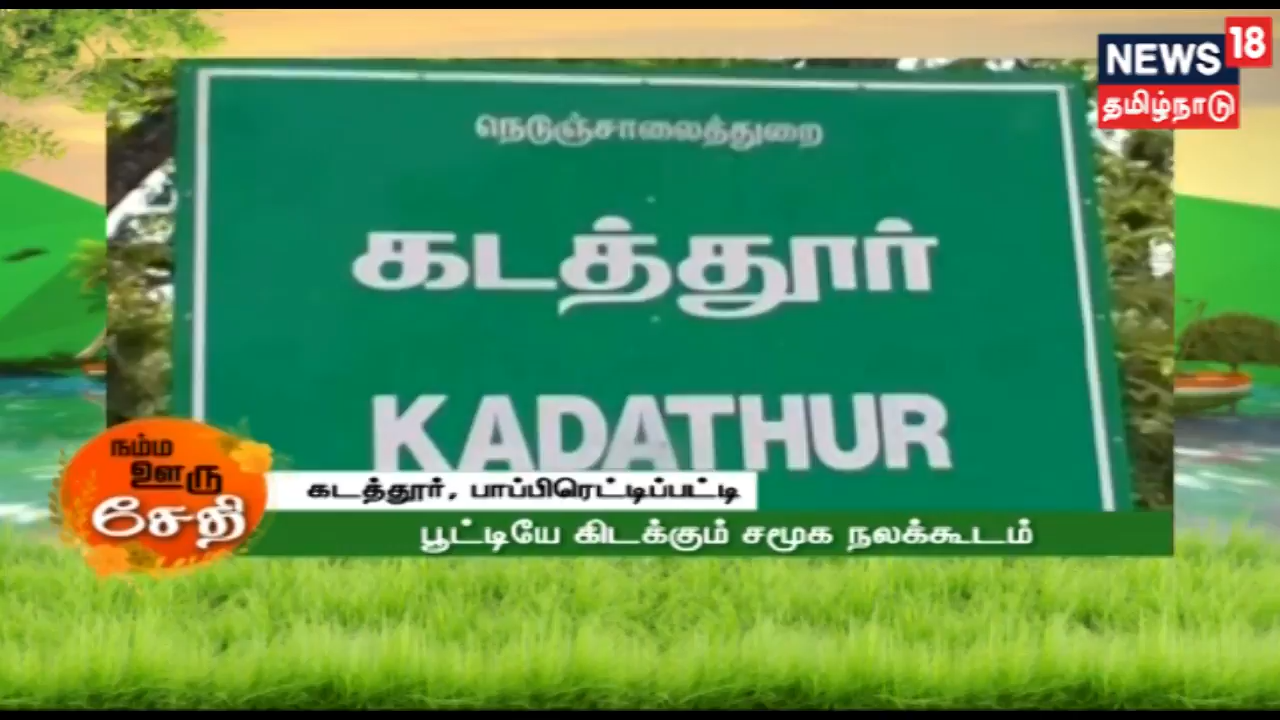 NEWS 18
தமிழ்நாடு
நெடுஞ்சாலைத்துறை
கடத்தூர்
KADATHUR
நம்ம
ஊரு
சேதி
கடத்தூர், பாப்பிரெட்டிப்பட்டி
பூட்டியே கிடக்கும் சமூக நலக்கூடம்